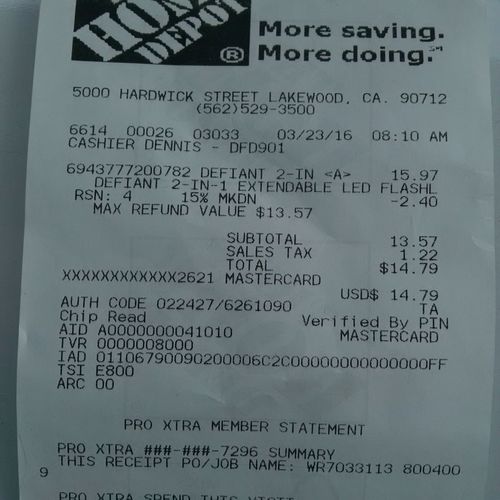 HOME
DEPOT ®
More saving.
More doing.℠
5000 HARDWICK STREET LAKEWOOD, CA. 90712
(562)529-3500
6614 00026 03033 03/23/16 08:10 AM
CASHIER DENNIS - DFD901
6943777200782 DEFIANT 2-IN <A> 15.97
DEFIANT 2-IN-1 EXTENDABLE LED FLASHL
RSN: 4 15% MKDN -2.40
MAX REFUND VALUE $13.57
SUBTOTAL 13.57
SALES TAX 1.22
TOTAL $14.79
XXXXXXXXXXXX2621 MASTERCARD
USD$ 14.79
AUTH CODE 022427/6261090 TA
Chip Read Verified By PIN
AID A0000000041010 MASTERCARD
TVR 0000008000
IAD 01106790090200006C2C00000000000000FF
TSI E800
ARC 00
PRO XTRA MEMBER STATEMENT
PRO XTRA ###-###-7296 SUMMARY
THIS RECEIPT PO/JOB NAME: WR7033113 800400
9
PRO XTRA SPEND THIS VISIT